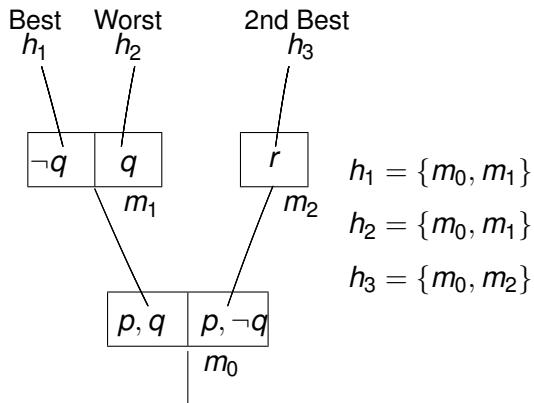 Best Worst 2nd Best
h₁ h₂ h₃
¬q q r
m₁ m₂
h₁ = {m₀, m₁}
h₂ = {m₀, m₁}
h₃ = {m₀, m₂}
p, q p, ¬q
m₀